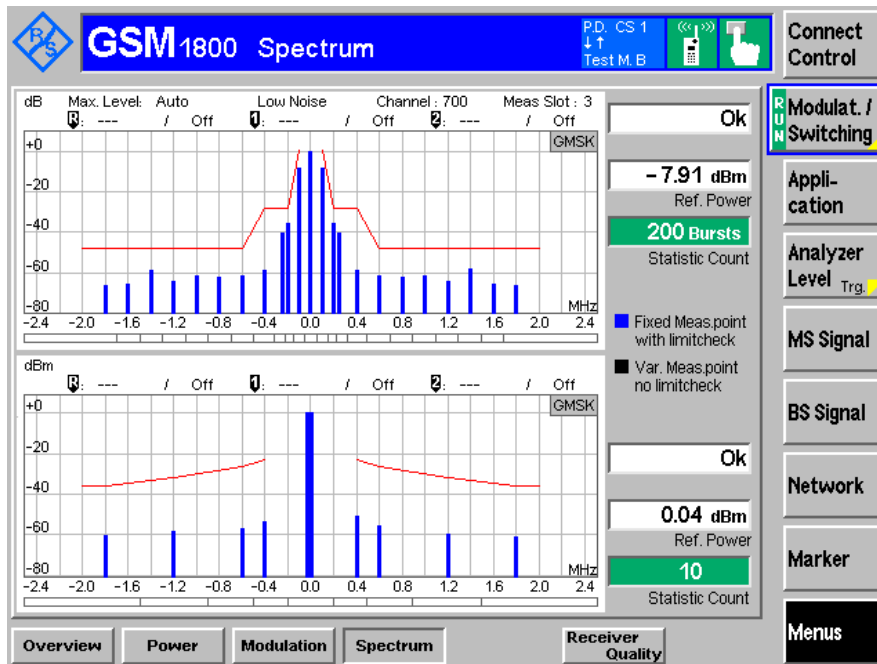 R/S
GSM 1800 Spectrum
P.D. CS 1
↓↑
Test M. B
Connect Control
dB Max. Level: Auto Low Noise Channel : 700 Meas Slot : 3
R: --- / Off 1: --- / Off 2: --- / Off
GMSK
+0
-20
-40
-60
-80
MHz
-2.4 -2.0 -1.6 -1.2 -0.8 -0.4 0.0 0.4 0.8 1.2 1.6 2.0 2.4
Ok
- 7.91 dBm
Ref. Power
200 Bursts
Statistic Count
Fixed Meas.point
with limitcheck
Var. Meas.point
no limitcheck
dBm
R: --- / Off 1: --- / Off 2: --- / Off
GMSK
+0
-20
-40
-60
-80
MHz
-2.4 -2.0 -1.6 -1.2 -0.8 -0.4 0.0 0.4 0.8 1.2 1.6 2.0 2.4
Ok
0.04 dBm
Ref. Power
10
Statistic Count
RUN
Modulat. /
Switching
Appli-
cation
Analyzer
Level Trg.
MS Signal
BS Signal
Network
Marker
Menus
Overview Power Modulation Spectrum Receiver
Quality